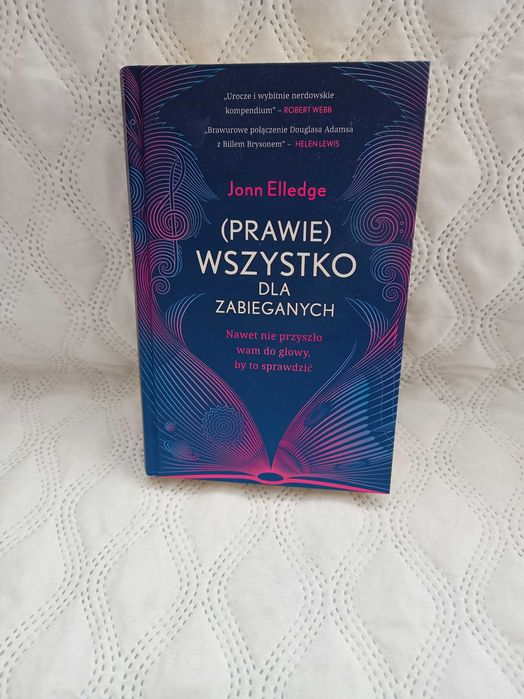 „Urocze i wybitnie nerdowskie
kompendium” – ROBERT WEBB
„Brawurowe połączenie Douglasa Adamsa
z Billem Brysonem” – HELEN LEWIS
Jonn Elledge
(PRAWIE)
WSZYSTKO
DLA
ZABIEGANYCH
Nawet nie przyszło
wam do głowy,
by to sprawdzić